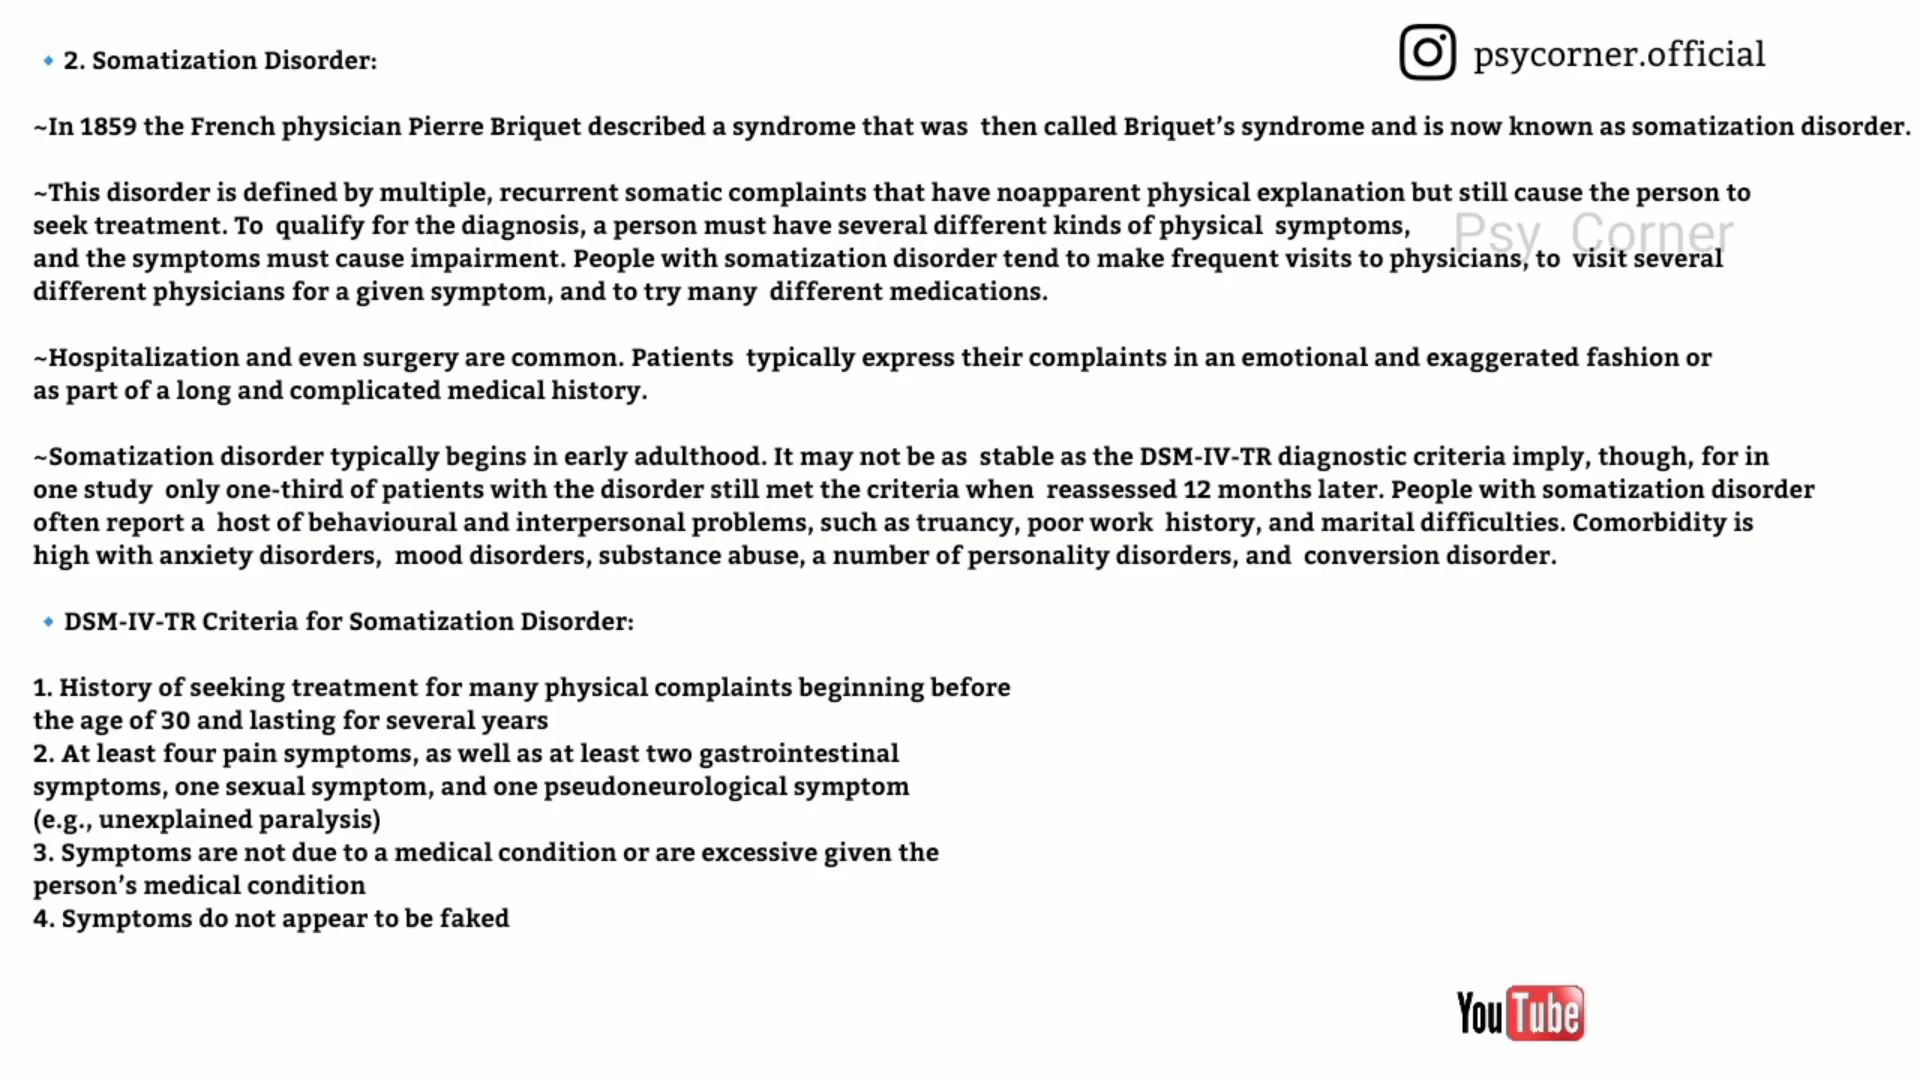 🔹2. Somatization Disorder:
psycorner.official
~In 1859 the French physician Pierre Briquet described a syndrome that was then called Briquet’s syndrome and is now known as somatization disorder.
~This disorder is defined by multiple, recurrent somatic complaints that have noapparent physical explanation but still cause the person to
seek treatment. To qualify for the diagnosis, a person must have several different kinds of physical symptoms,
Psy Corner
and the symptoms must cause impairment. People with somatization disorder tend to make frequent visits to physicians, to visit several
different physicians for a given symptom, and to try many different medications.
~Hospitalization and even surgery are common. Patients typically express their complaints in an emotional and exaggerated fashion or
as part of a long and complicated medical history.
~Somatization disorder typically begins in early adulthood. It may not be as stable as the DSM-IV-TR diagnostic criteria imply, though, for in
one study only one-third of patients with the disorder still met the criteria when reassessed 12 months later. People with somatization disorder
often report a host of behavioural and interpersonal problems, such as truancy, poor work history, and marital difficulties. Comorbidity is
high with anxiety disorders, mood disorders, substance abuse, a number of personality disorders, and conversion disorder.
🔹DSM-IV-TR Criteria for Somatization Disorder:
1. History of seeking treatment for many physical complaints beginning before
the age of 30 and lasting for several years
2. At least four pain symptoms, as well as at least two gastrointestinal
symptoms, one sexual symptom, and one pseudoneurological symptom
(e.g., unexplained paralysis)
3. Symptoms are not due to a medical condition or are excessive given the
person’s medical condition
4. Symptoms do not appear to be faked
YouTube